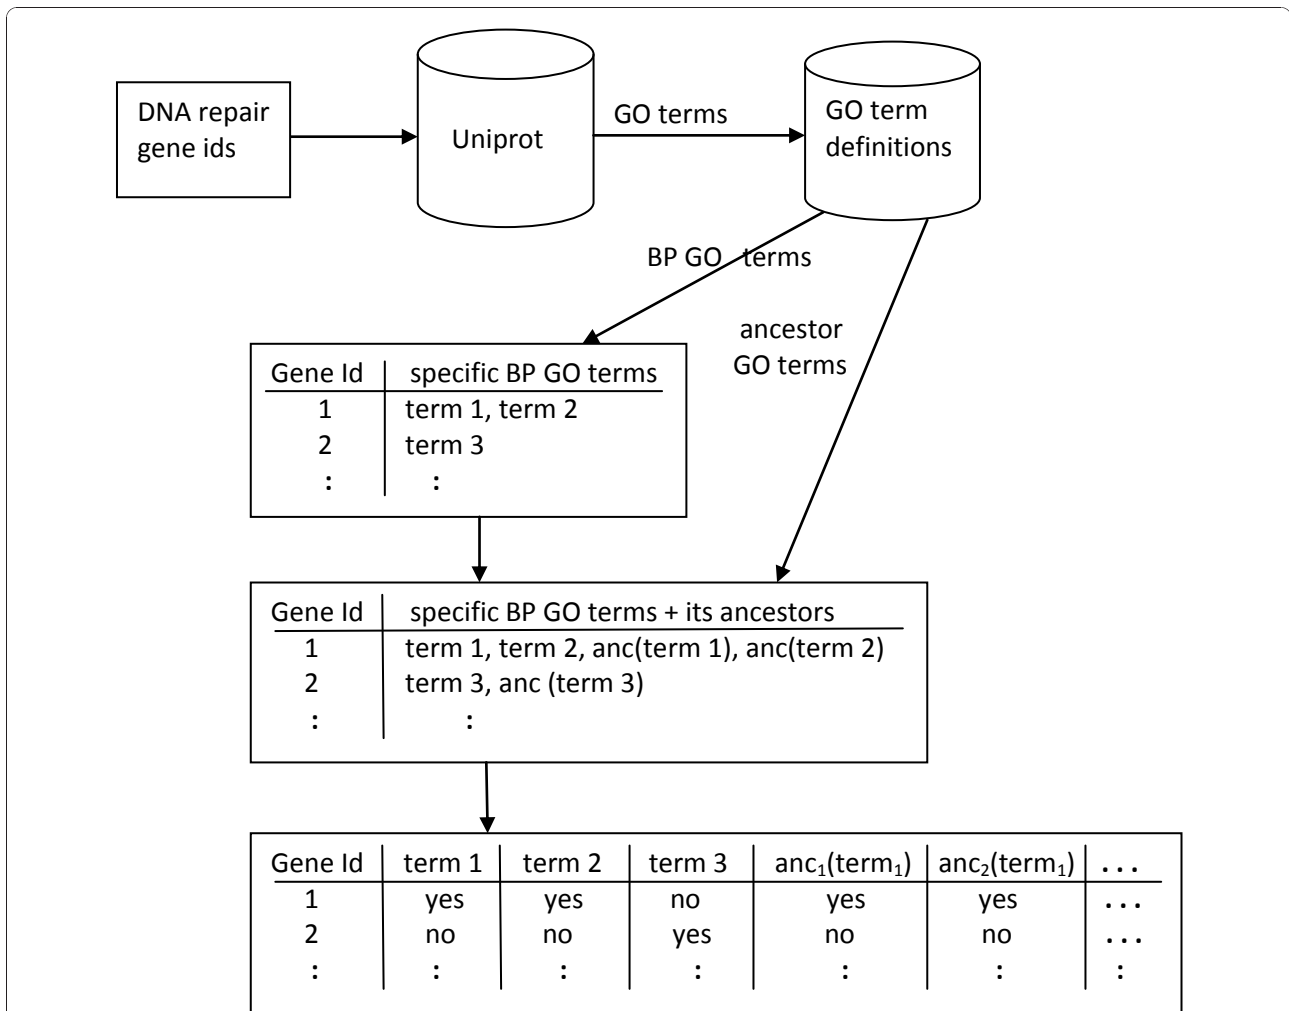 DNA repair
gene ids
Uniprot
GO terms
GO term
definitions
BP GO terms
ancestor
GO terms
Gene Id specific BP GO terms
1 term 1, term 2
2 term 3
: :
Gene Id specific BP GO terms + its ancestors
1 term 1, term 2, anc(term 1), anc(term 2)
2 term 3, anc (term 3)
: :
Gene Id term 1 term 2 term 3 anc₁(term₁) anc₂(term₁) ...
1 yes yes no yes yes ...
2 no no yes no no ...
: : : : : : :